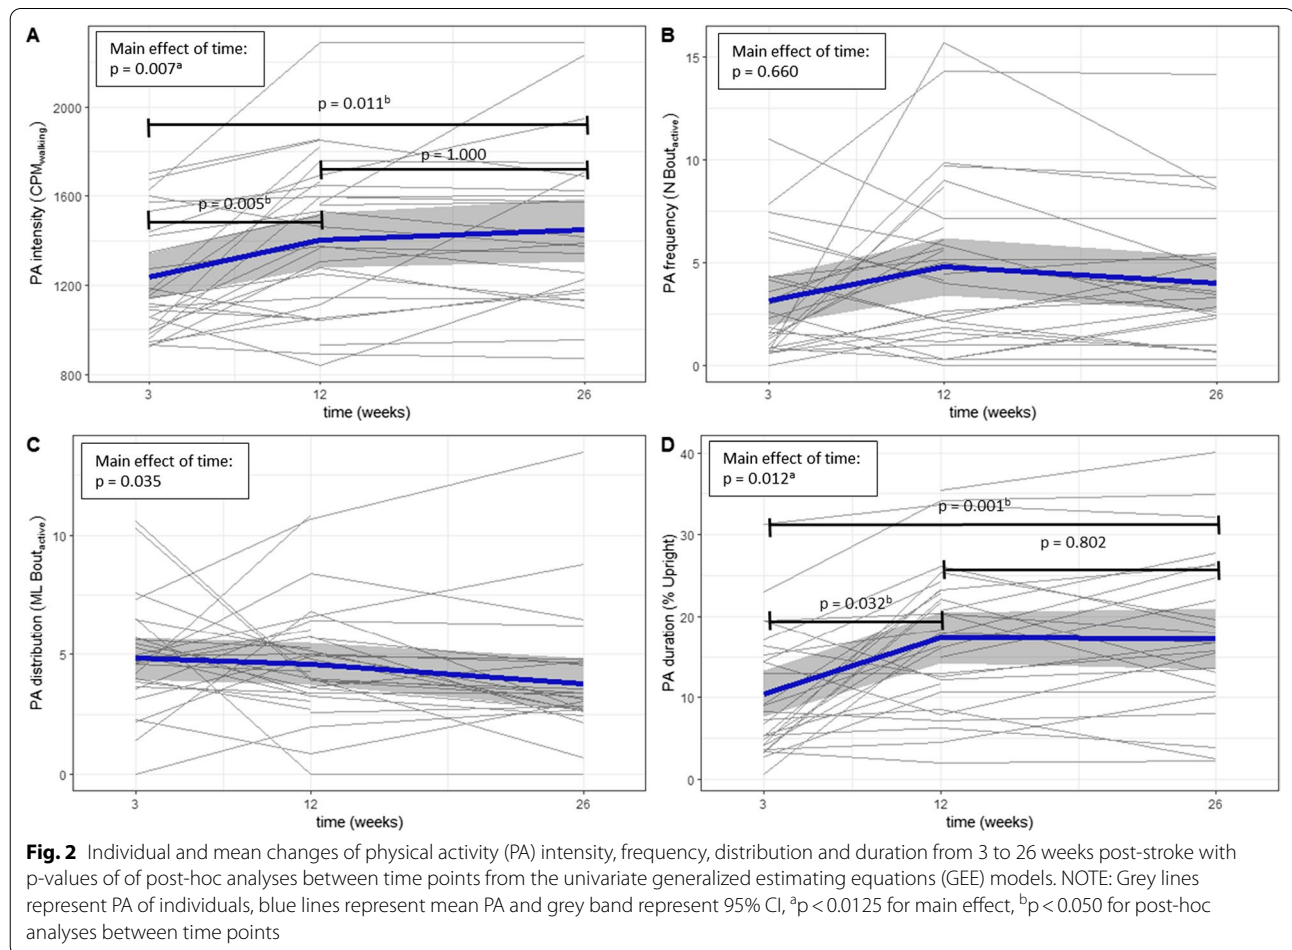 A
Main effect of time:
p = 0.007ᵃ
p = 0.011ᵇ
p = 1.000
p = 0.005ᵇ
PA intensity (CPMwalking)
2000
1600
1200
800
3 12 26
time (weeks)
B
Main effect of time:
p = 0.660
PA frequency (N Boutactive)
15
10
5
0
3 12 26
time (weeks)
C
Main effect of time:
p = 0.035
PA distribution (ML Boutactive)
10
5
0
3 12 26
time (weeks)
D
Main effect of time:
p = 0.012ᵃ
p = 0.001ᵇ
p = 0.802
p = 0.032ᵇ
PA duration (% Upright)
40
30
20
10
0
3 12 26
time (weeks)
Fig. 2 Individual and mean changes of physical activity (PA) intensity, frequency, distribution and duration from 3 to 26 weeks post-stroke with
p-values of of post-hoc analyses between time points from the univariate generalized estimating equations (GEE) models. NOTE: Grey lines
represent PA of individuals, blue lines represent mean PA and grey band represent 95% CI, ᵃp < 0.0125 for main effect, ᵇp < 0.050 for post-hoc
analyses between time points